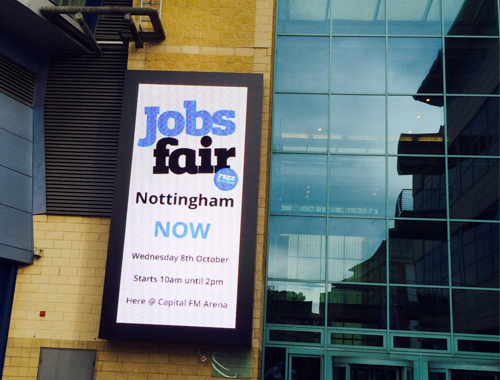 Jobs
fair
FREE
Nottingham
NOW
Wednesday 8th October
Starts 10am until 2pm
Here @ Capital FM Arena